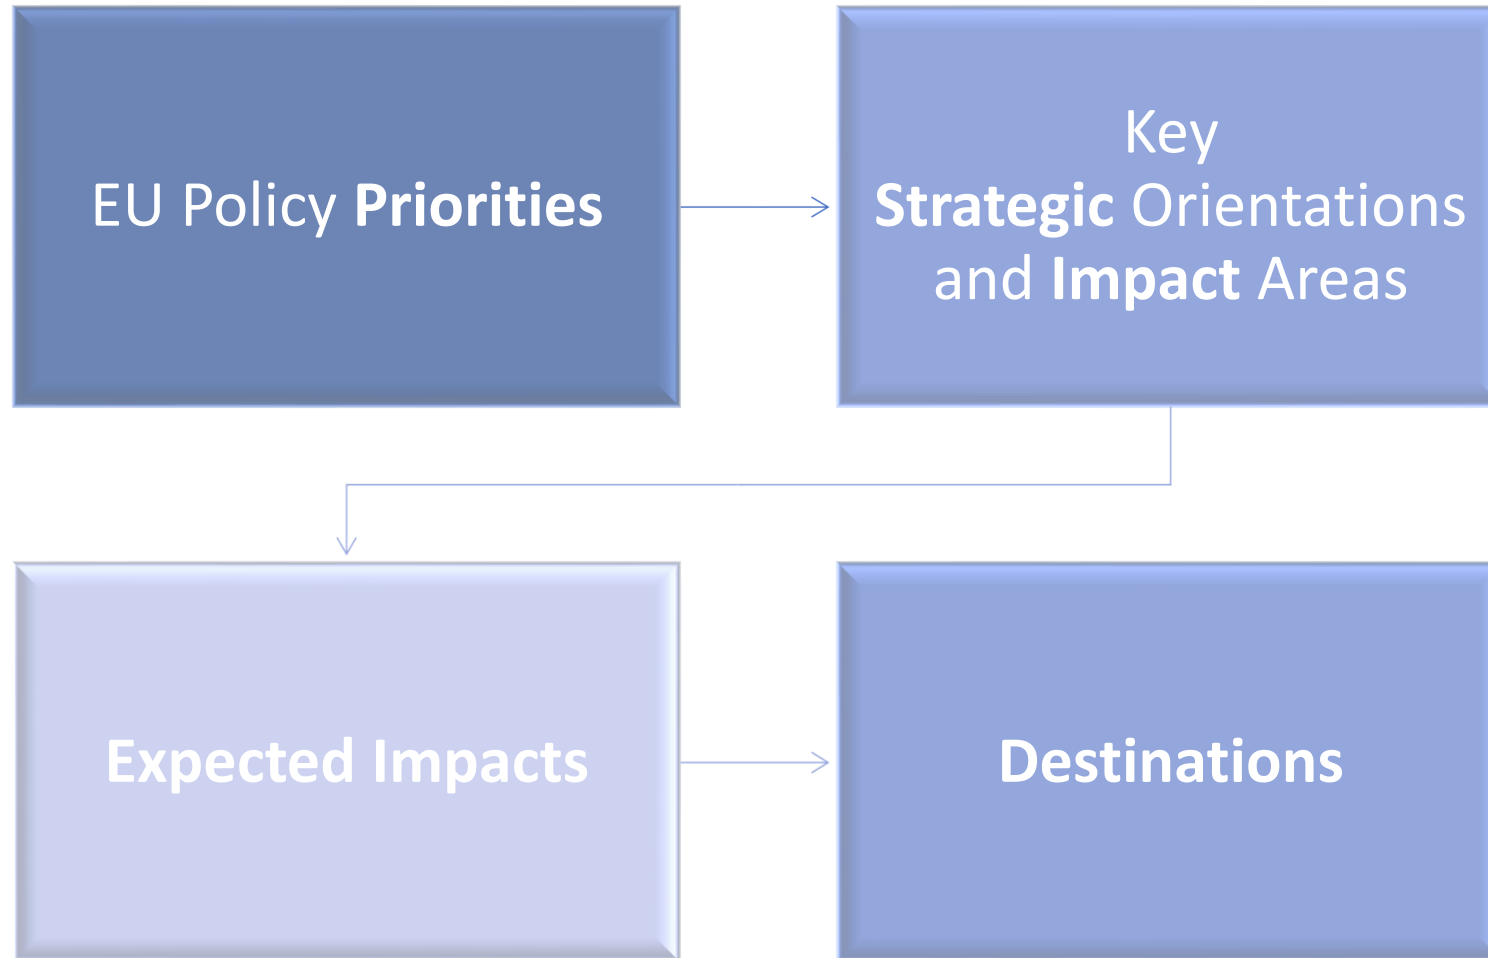 EU Policy Priorities
Key
Strategic Orientations
and Impact Areas
Expected Impacts
Destinations